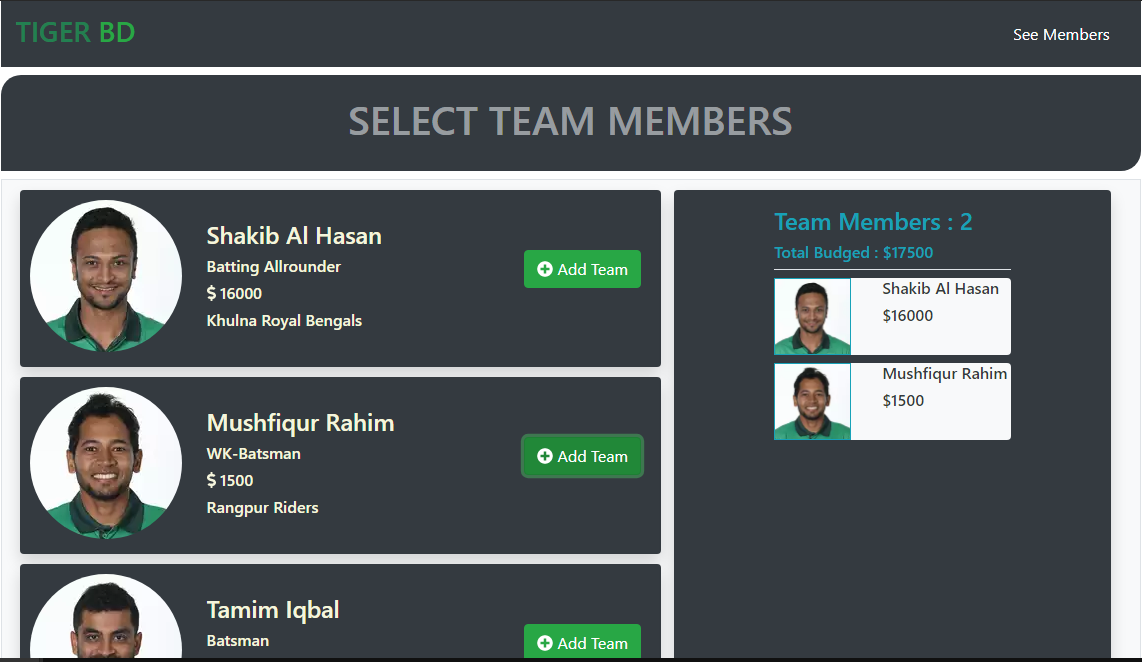 TIGER BD
See Members
SELECT TEAM MEMBERS
Shakib Al Hasan
Batting Allrounder
$ 16000
Khulna Royal Bengals
Add Team
Mushfiqur Rahim
WK-Batsman
$ 1500
Rangpur Riders
Add Team
Tamim Iqbal
Batsman
Add Team
Team Members : 2
Total Budged : $17500
Shakib Al Hasan
$16000
Mushfiqur Rahim
$1500